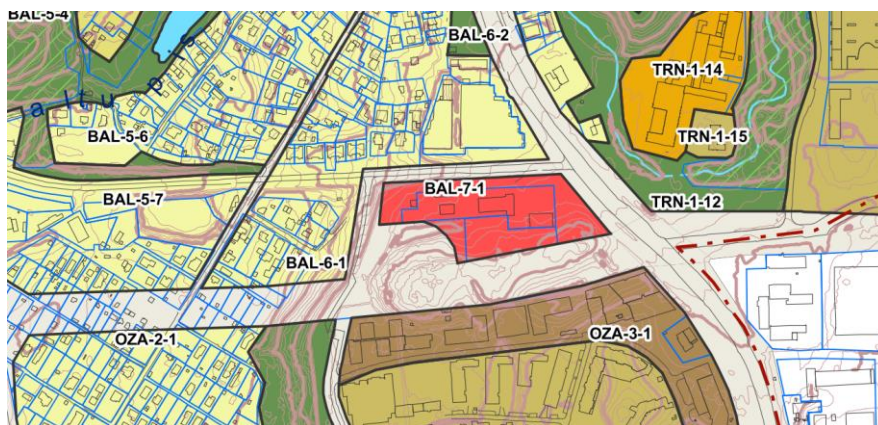 BAL-5-4
BAL-6-2
TRN-1-14
altupis
BAL-5-6
TRN-1-15
BAL-7-1
BAL-5-7
TRN-1-12
BAL-6-1
OZA-2-1
OZA-3-1